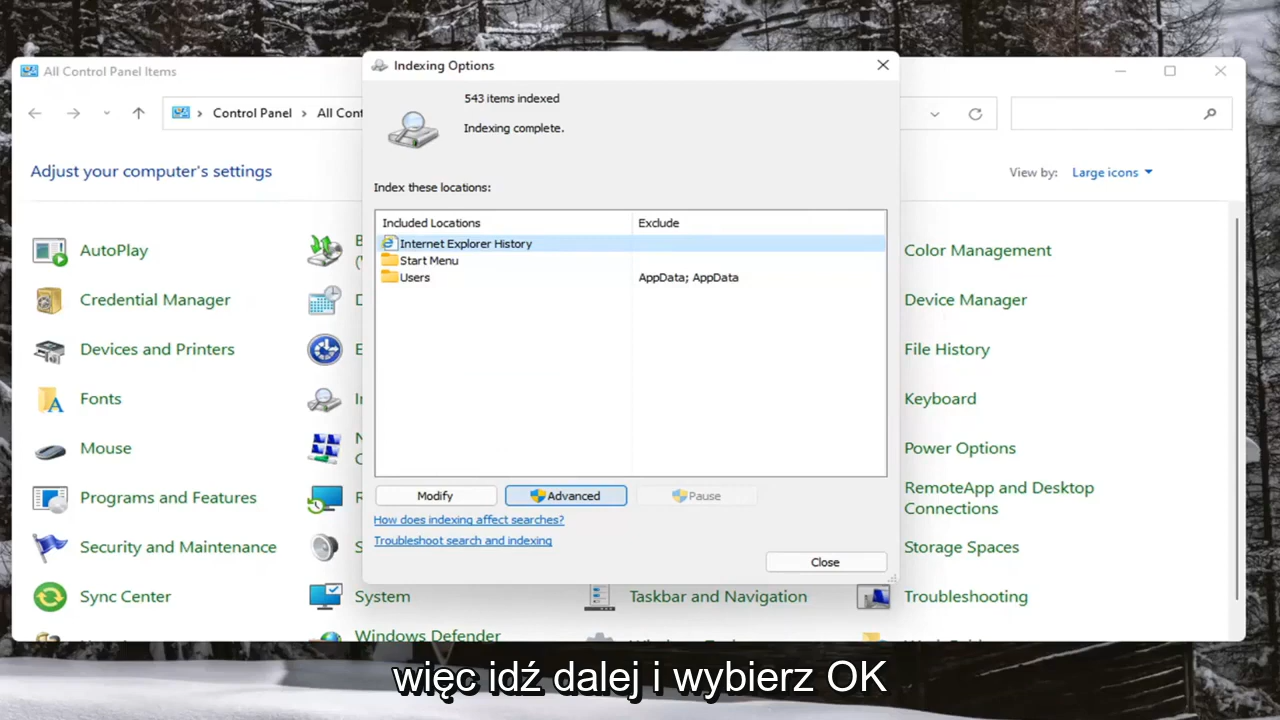 All Control Panel Items
Control Panel
All Cont
Adjust your computer's settings
View by: Large icons
AutoPlay
Credential Manager
Devices and Printers
Fonts
Mouse
Programs and Features
Security and Maintenance
Sync Center
System
Windows Defender
Taskbar and Navigation
Color Management
Device Manager
File History
Keyboard
Power Options
RemoteApp and Desktop
Connections
Storage Spaces
Troubleshooting
Indexing Options
543 items indexed
Indexing complete.
Index these locations:
Included Locations Exclude
Internet Explorer History
Start Menu
Users AppData; AppData
Modify Advanced Pause
How does indexing affect searches?
Troubleshoot search and indexing
Close
więc idź dalej i wybierz OK